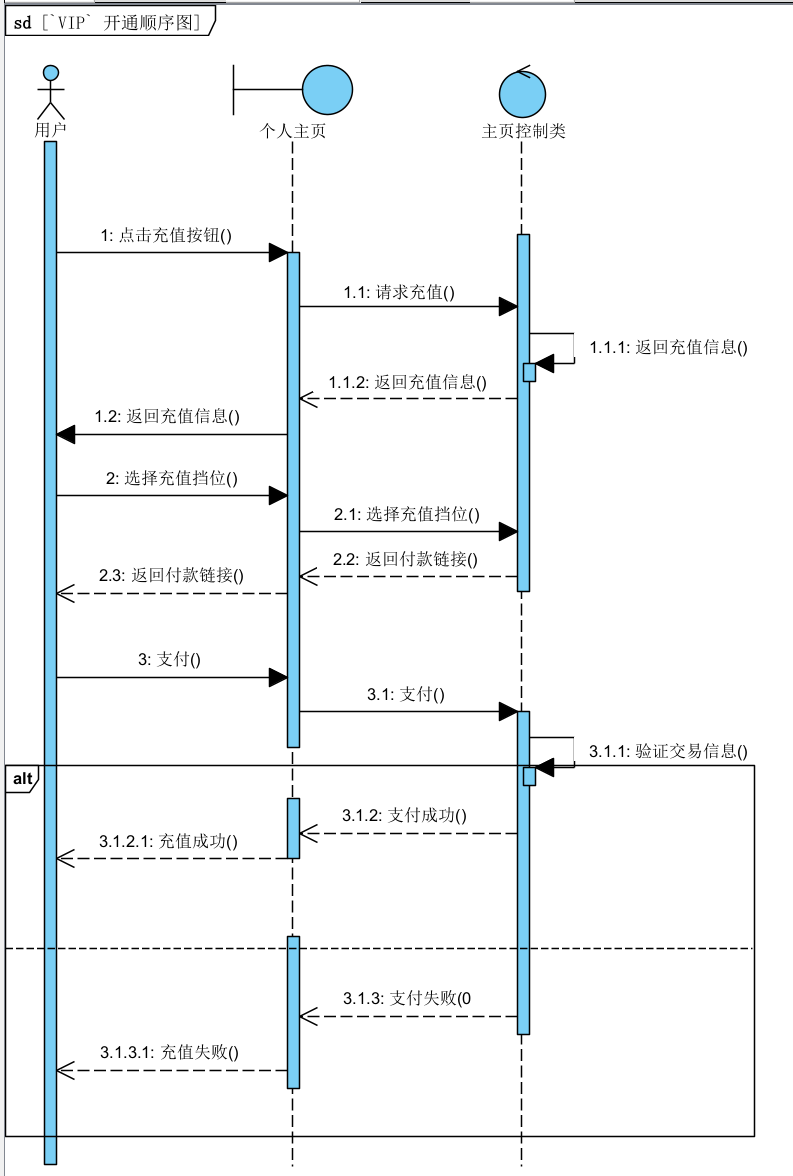 sd [`VIP` 开通顺序图]
用户
个人主页
主页控制类
1: 点击充值按钮()
1.1: 请求充值()
1.1.1: 返回充值信息()
1.1.2: 返回充值信息()
1.2: 返回充值信息()
2: 选择充值挡位()
2.1: 选择充值挡位()
2.2: 返回付款链接()
2.3: 返回付款链接()
3: 支付()
3.1: 支付()
3.1.1: 验证交易信息()
alt
3.1.2: 支付成功()
3.1.2.1: 充值成功()
3.1.3: 支付失败(0
3.1.3.1: 充值失败()